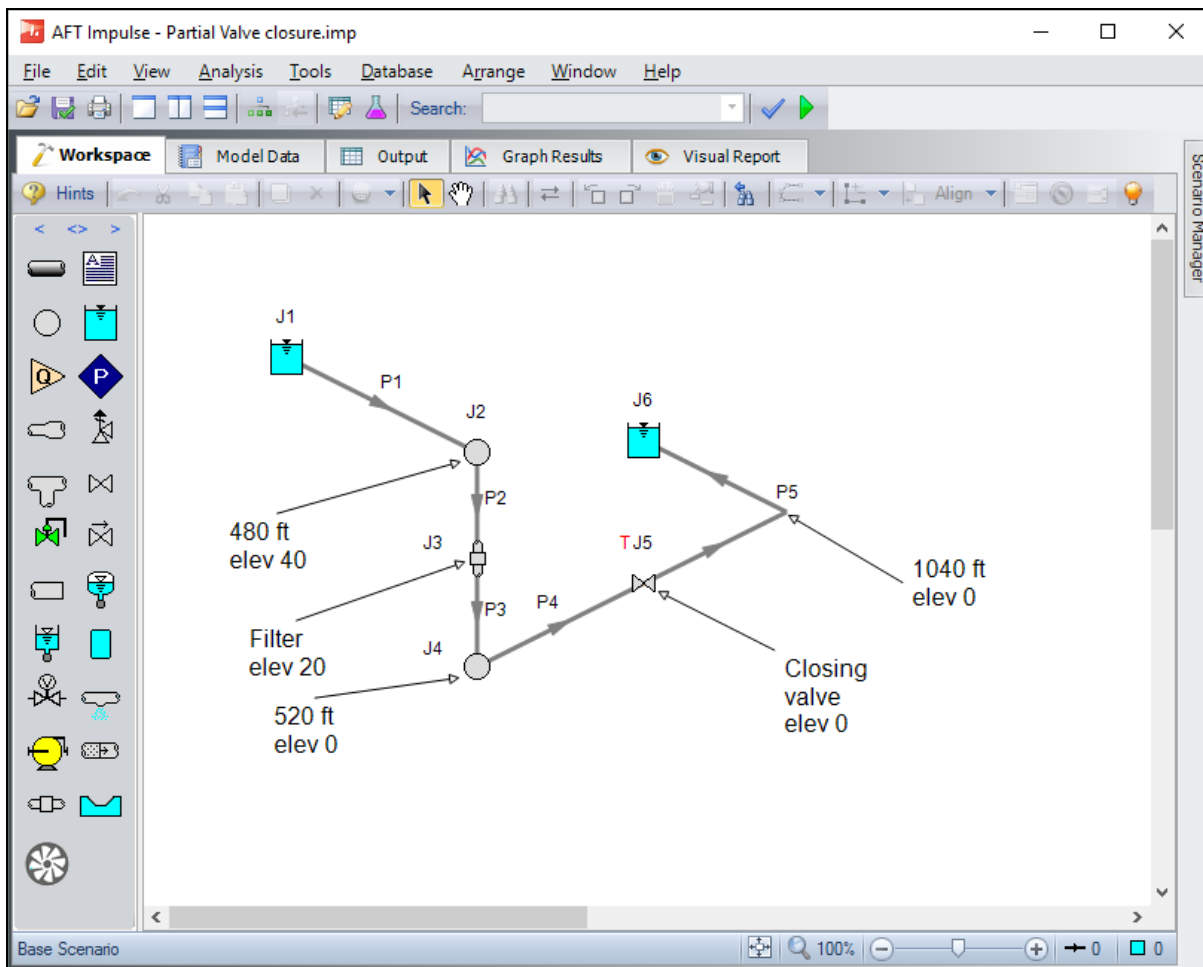 AFT Impulse - Partial Valve closure.imp
File Edit View Analysis Tools Database Arrange Window Help
Search:
Workspace Model Data Output Graph Results Visual Report
Hints Align
Scenario Manager
< <> >
A
Q P
V
J1
P1
J2
J6
P2
P5
480 ft
elev 40
J3
T J5
1040 ft
elev 0
P3
P4
Filter
elev 20
J4
Closing
valve
elev 0
520 ft
elev 0
Base Scenario 100% 0 0